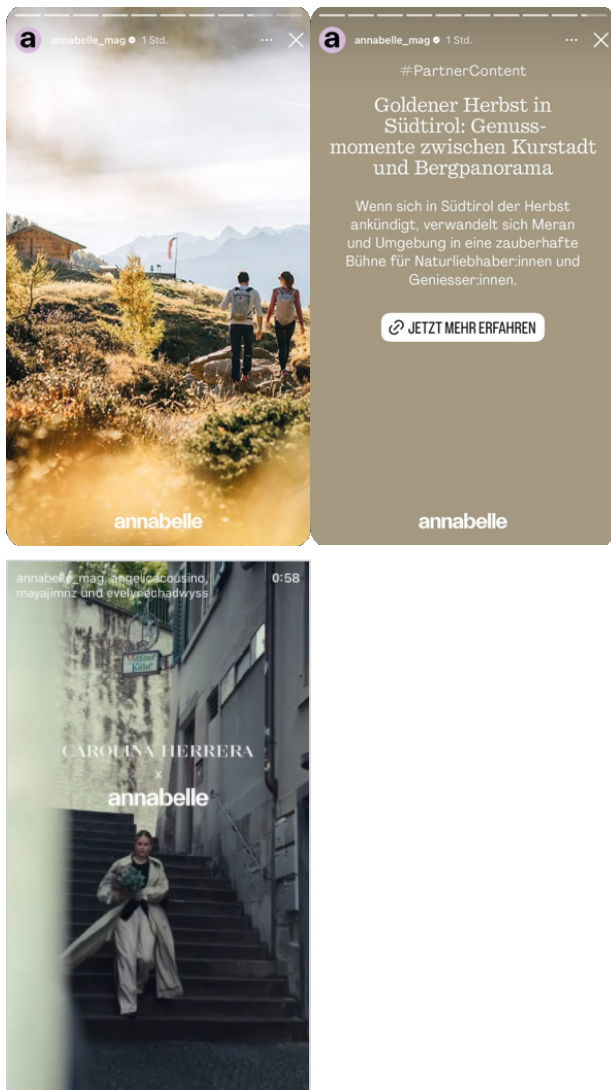 annabelle_mag 1 Std.
annabelle
annabelle_mag 1 Std.
#PartnerContent
Goldener Herbst in
Südtirol: Genuss-
momente zwischen Kurstadt
und Bergpanorama
Wenn sich in Südtirol der Herbst
ankündigt, verwandelt sich Meran
und Umgebung in eine zauberhafte
Bühne für Naturliebhaber:innen und
Geniesser:innen.
JETZT MEHR ERFAHREN
annabelle
annabelle_mag, angelicacousino,
mayajimnz und evelynechadwyss
0:58
CAROLINA HERRERA
x
annabelle